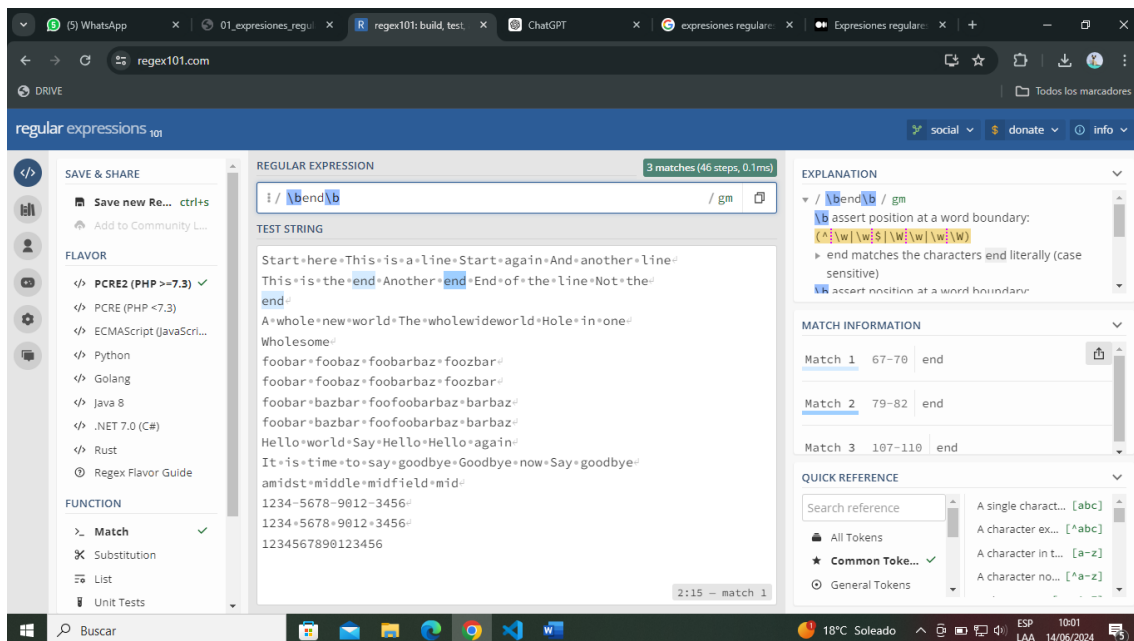 (5) WhatsApp
01_expresiones_regul
regex101: build, test,
ChatGPT
expresiones regulare
Expresiones regulare
regex101.com
DRIVE
Todos los marcadores
regular expressions 101
social
$ donate
info
SAVE & SHARE
Save new Re... ctrl+s
Add to Community L...
FLAVOR
</> PCRE2 (PHP >=7.3)
</> PCRE (PHP <7.3)
</> ECMAScript (JavaScri...
</> Python
</> Golang
</> Java 8
</> .NET 7.0 (C#)
</> Rust
Regex Flavor Guide
FUNCTION
>_ Match
Substitution
List
Unit Tests
REGULAR EXPRESSION
3 matches (46 steps, 0.1ms)
/ \bend\b / gm
TEST STRING
Start here This is a line Start again And another line
This is the end Another end End of the line Not the
end
A whole new world The wholewideworld Hole in one
Wholesome
foobar foobaz foobarbaz foozbar
foobar foobaz foobarbaz foozbar
foobar bazbar foofoobarbaz barbaz
foobar bazbar foofoobarbaz barbaz
Hello world Say Hello Hello again
It is time to say goodbye Goodbye now Say goodbye
amidst middle midfield mid
1234-5678-9012-3456
1234 5678 9012 3456
1234567890123456
2:15 — match 1
EXPLANATION
/ \bend\b / gm
\b assert position at a word boundary:
(^\w|\w$|\W\w|\w\W)
end matches the characters end literally (case
sensitive)
\b assert position at a word boundary:
MATCH INFORMATION
Match 1 67-70 end
Match 2 79-82 end
Match 3 107-110 end
QUICK REFERENCE
Search reference
All Tokens
Common Toke...
General Tokens
A single charact... [abc]
A character ex... [^abc]
A character in t... [a-z]
A character no... [^a-z]
Buscar
18°C Soleado
ESP
LAA
10:01
14/06/2024
5